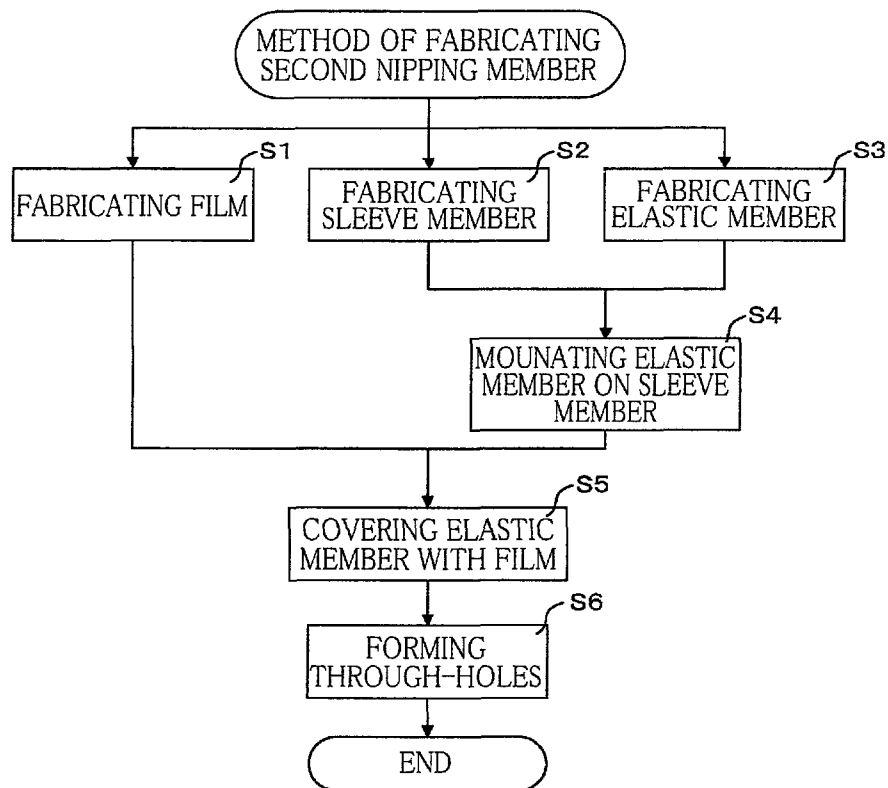 METHOD OF FABRICATING
SECOND NIPPING MEMBER
S1
FABRICATING FILM
S2
FABRICATING
SLEEVE MEMBER
S3
FABRICATING
ELASTIC MEMBER
S4
MOUNATING ELASTIC
MEMBER ON SLEEVE
MEMBER
S5
COVERING ELASTIC
MEMBER WITH FILM
S6
FORMING
THROUGH-HOLES
END